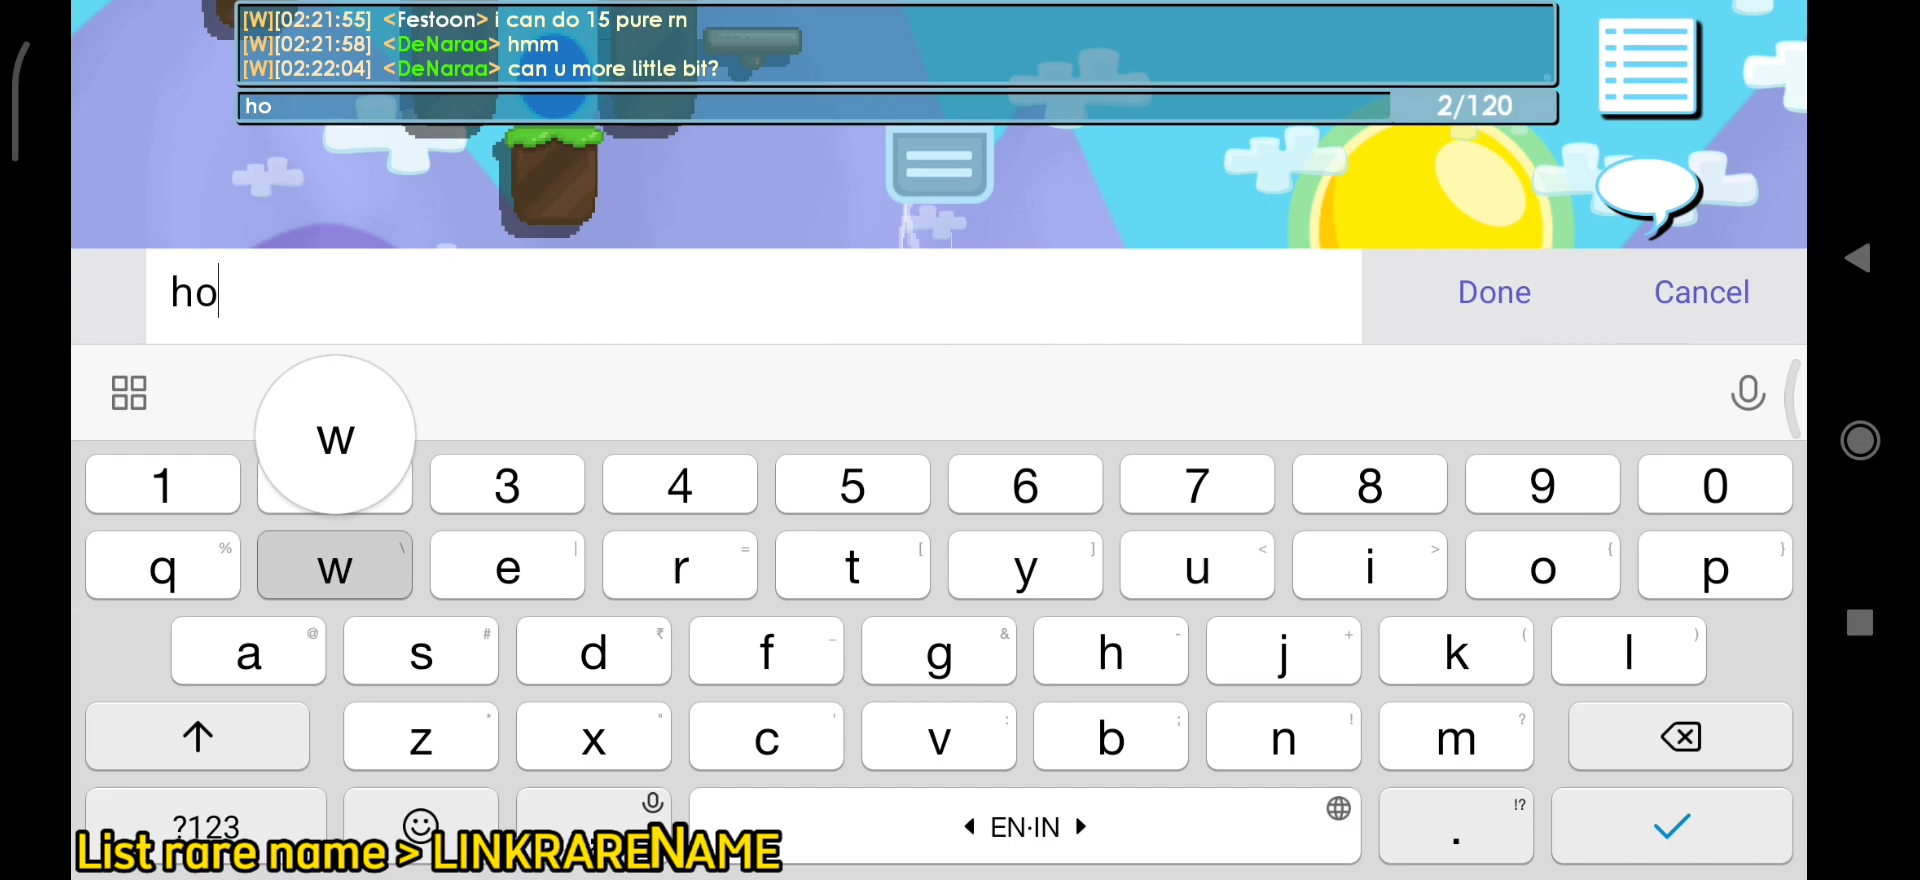 [W][02:21:55] <Festoon> i can do 15 pure rn
[W][02:21:58] <DeNaraa> hmm
[W][02:22:04] <DeNaraa> can u more little bit?
ho 2/120
ho Done Cancel
w
1 3 4 5 6 7 8 9 0
% \ | = [ ] < > { }
q w e r t y u i o p
@ # ₹ _ & - + ( )
a s d f g h j k l
* " ' : ; ! ?
z x c v b n m
!?
?123 EN·IN .
List rare name > LINKRARENAME